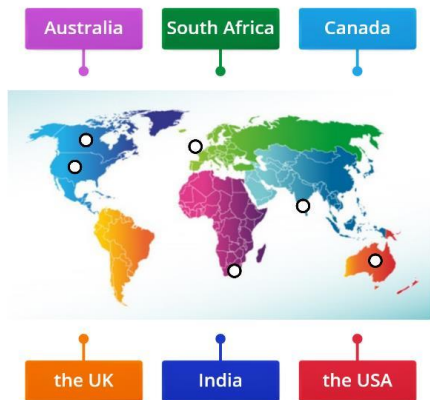 Australia
South Africa
Canada
the UK
India
the USA